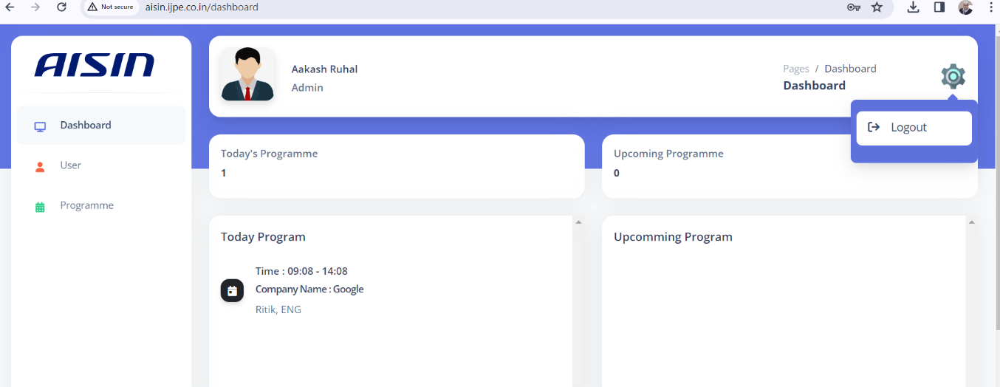 Not secure
aisin.ijpe.co.in/dashboard
AISIN
Aakash Ruhal
Admin
Pages / Dashboard
Dashboard
Logout
Dashboard
User
Programme
Today's Programme
1
Upcoming Programme
0
Today Program
Time : 09:08 - 14:08
Company Name : Google
Ritik, ENG
Upcomming Program